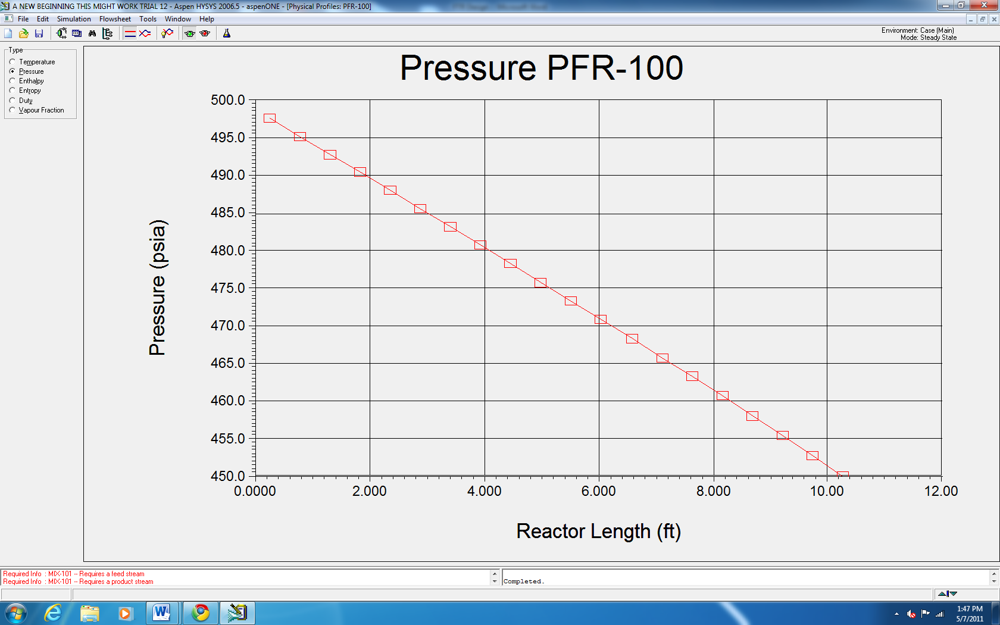 A NEW BEGINNING THIS MIGHT WORK TRIAL 12 - Aspen HYSYS 2006.5 - aspenONE - [Physical Profiles: PFR-100]
File Edit Simulation Flowsheet Tools Window Help
Environment: Case (Main)
Mode: Steady State
Type
Temperature
Pressure
Enthalpy
Entropy
Duty
Vapour Fraction
Pressure PFR-100
500.0
495.0
490.0
485.0
480.0
475.0
470.0
465.0
460.0
455.0
450.0
Pressure (psia)
0.0000 2.000 4.000 6.000 8.000 10.00 12.00
Reactor Length (ft)
Required Info : MIX-101 -- Requires a feed stream
Required Info : MIX-101 -- Requires a product stream
Completed.
1:47 PM
5/7/2011